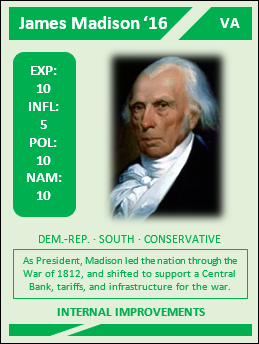 James Madison ‘16 VA
EXP:
10
INFL:
5
POL:
10
NAM:
10
DEM.-REP. · SOUTH · CONSERVATIVE
As President, Madison led the nation through the
War of 1812, and shifted to support a Central
Bank, tariffs, and infrastructure for the war.
INTERNAL IMPROVEMENTS